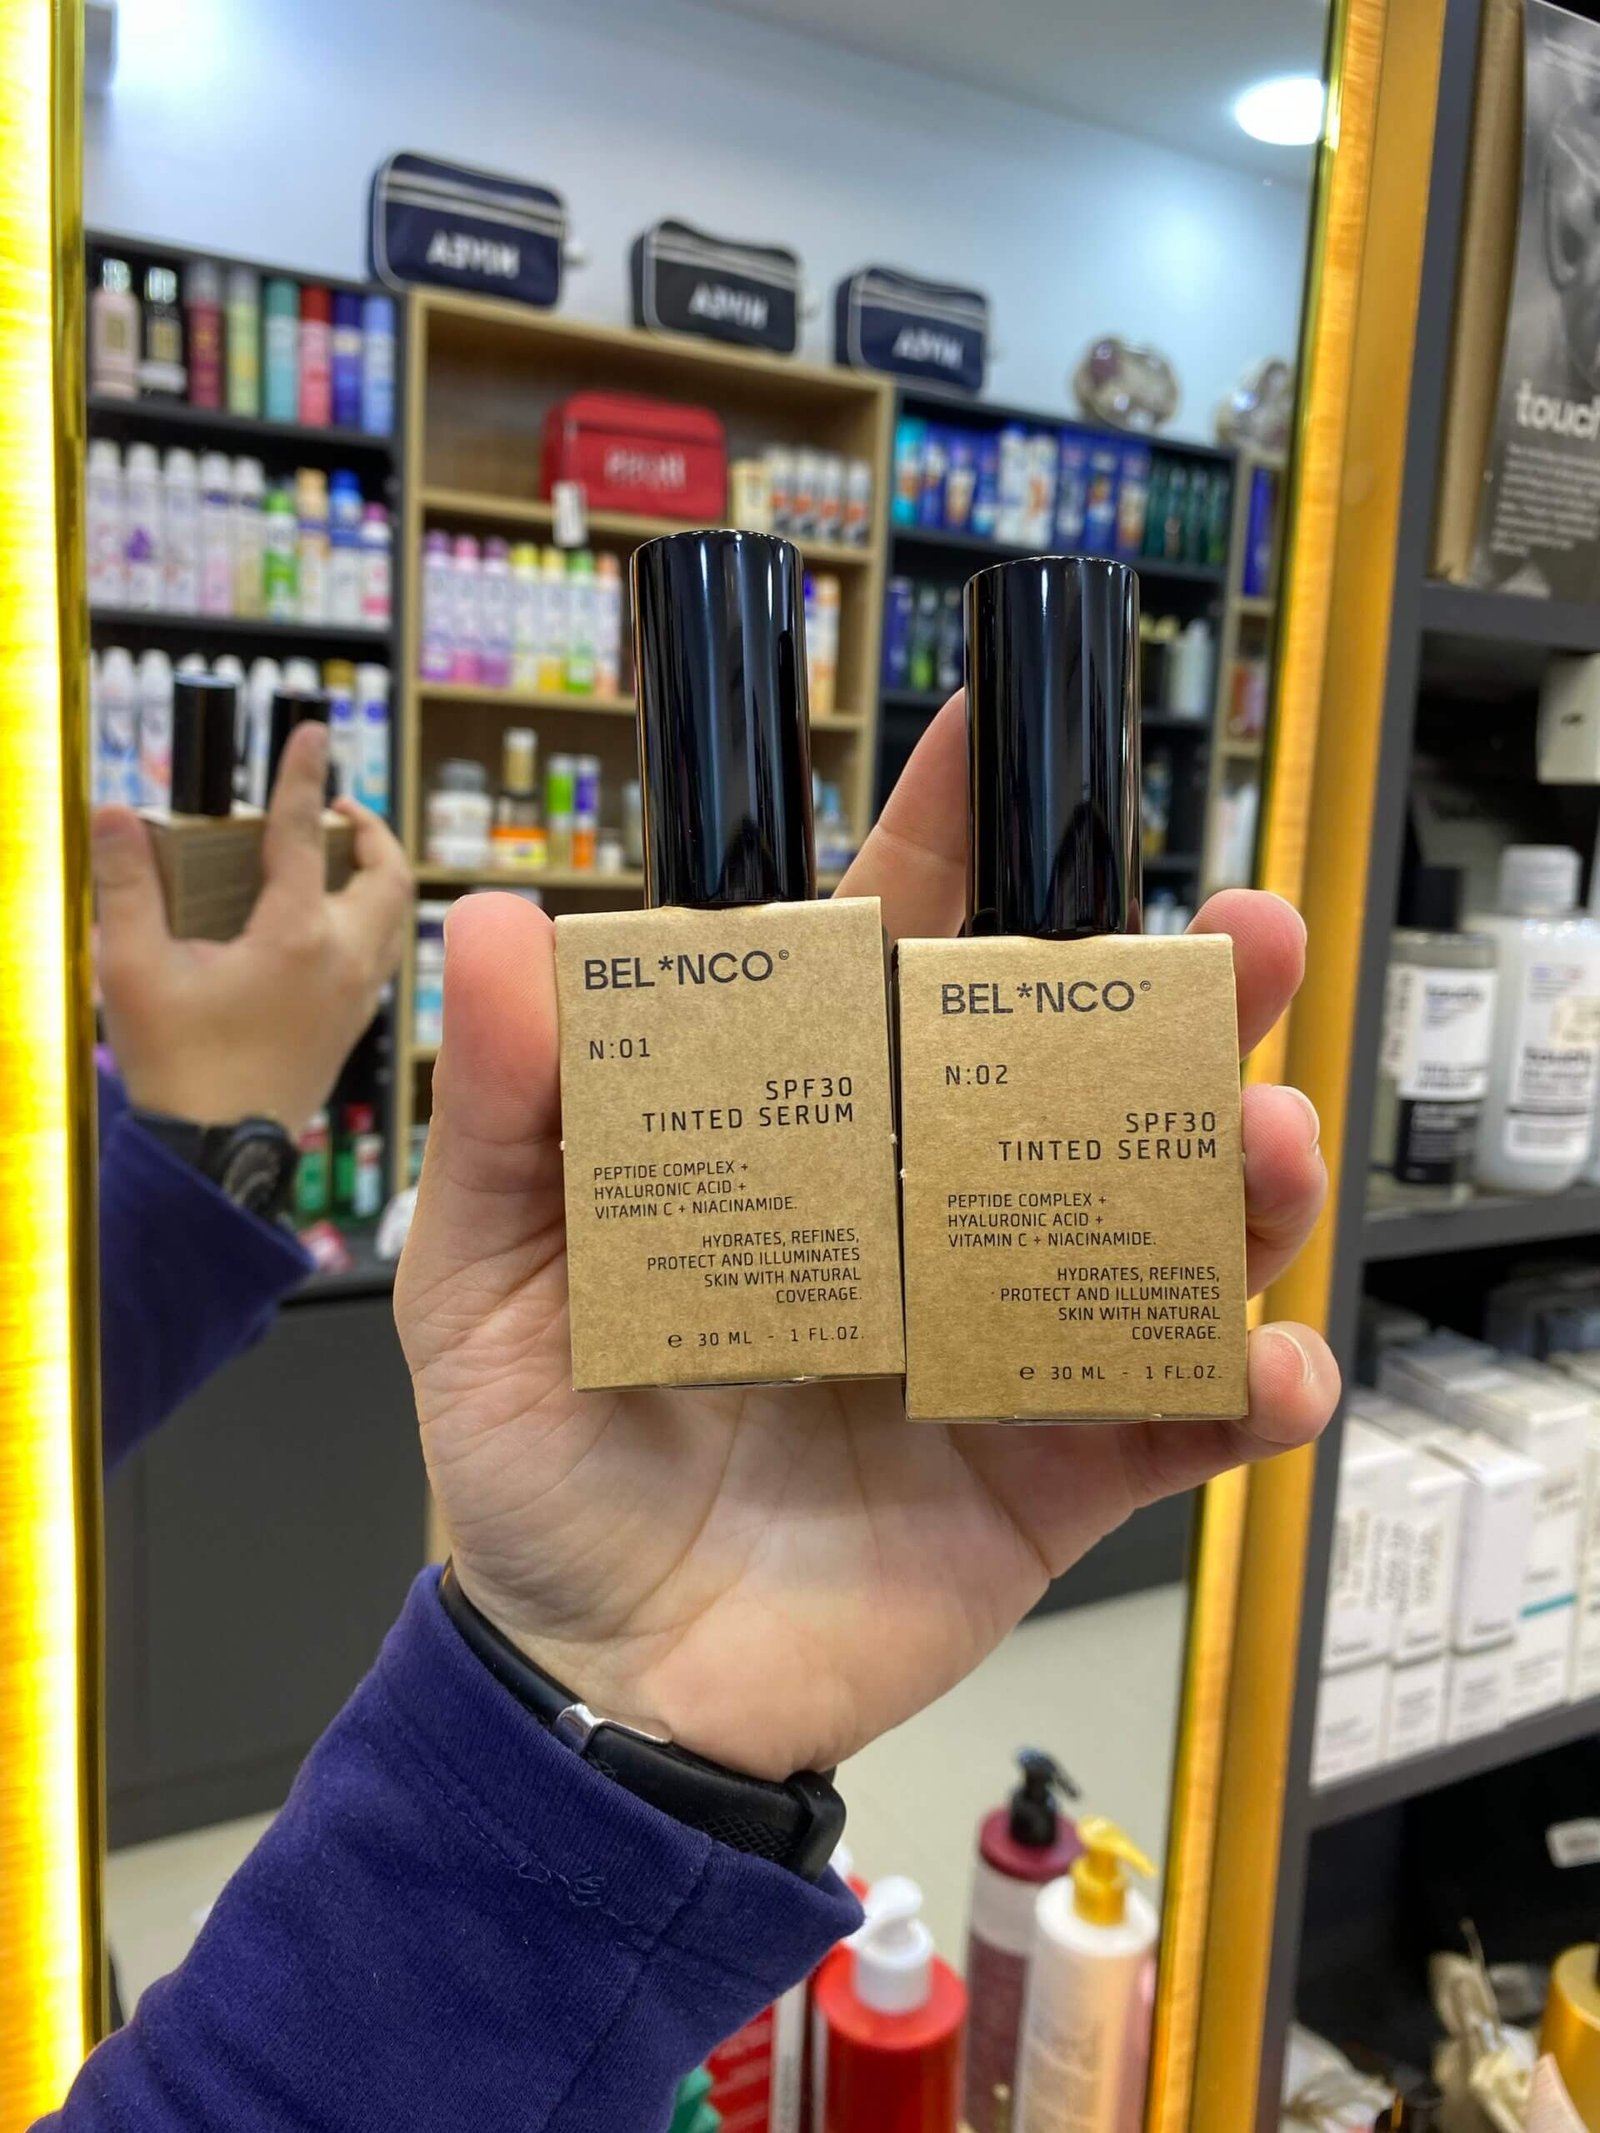 NIVEA
NIVEA
NIVEA
touch
BEL*NCO©
N:01
SPF30
TINTED SERUM
PEPTIDE COMPLEX +
HYALURONIC ACID +
VITAMIN C + NIACINAMIDE.
HYDRATES, REFINES,
PROTECT AND ILLUMINATES
SKIN WITH NATURAL
COVERAGE.
℮ 30 ML - 1 FL.OZ.
BEL*NCO©
N:02
SPF30
TINTED SERUM
PEPTIDE COMPLEX +
HYALURONIC ACID +
VITAMIN C + NIACINAMIDE.
HYDRATES, REFINES,
PROTECT AND ILLUMINATES
SKIN WITH NATURAL
COVERAGE.
℮ 30 ML - 1 FL.OZ.